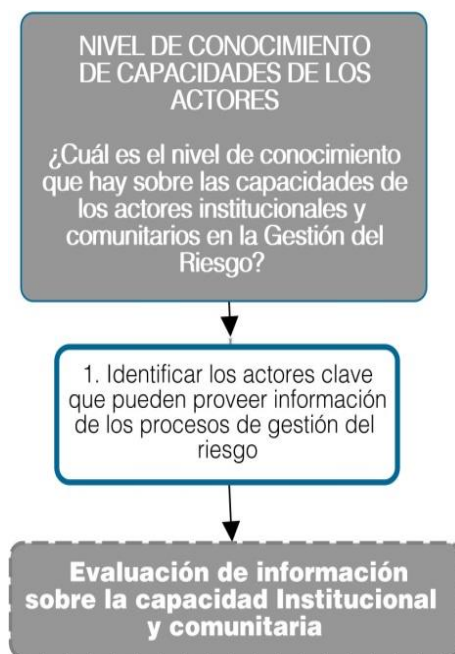 NIVEL DE CONOCIMIENTO
DE CAPACIDADES DE LOS
ACTORES
¿Cuál es el nivel de conocimiento
que hay sobre las capacidades de
los actores institucionales y
comunitarios en la Gestión del
Riesgo?
1. Identificar los actores clave
que pueden proveer información
de los procesos de gestión del
riesgo
Evaluación de información
sobre la capacidad Institucional
y comunitaria